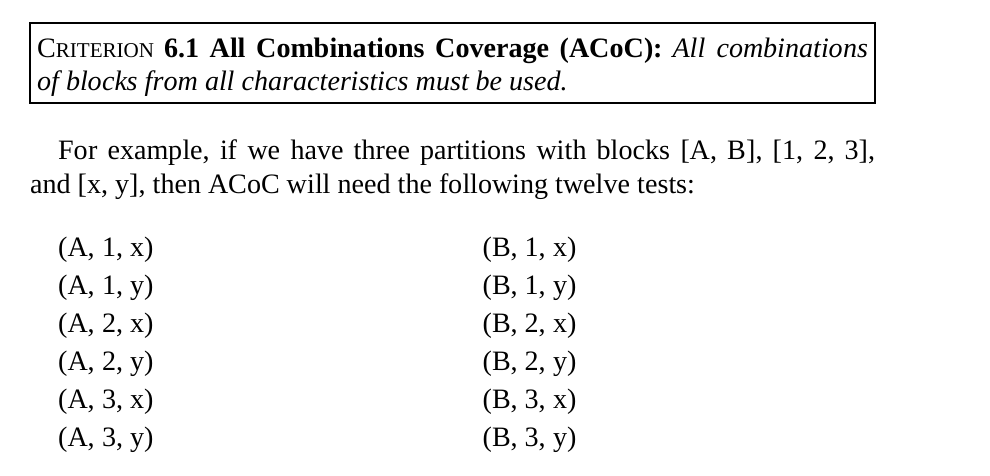 CRITERION 6.1 All Combinations Coverage (ACoC): All combinations
of blocks from all characteristics must be used.
For example, if we have three partitions with blocks [A, B], [1, 2, 3],
and [x, y], then ACoC will need the following twelve tests:
(A, 1, x) (B, 1, x)
(A, 1, y) (B, 1, y)
(A, 2, x) (B, 2, x)
(A, 2, y) (B, 2, y)
(A, 3, x) (B, 3, x)
(A, 3, y) (B, 3, y)